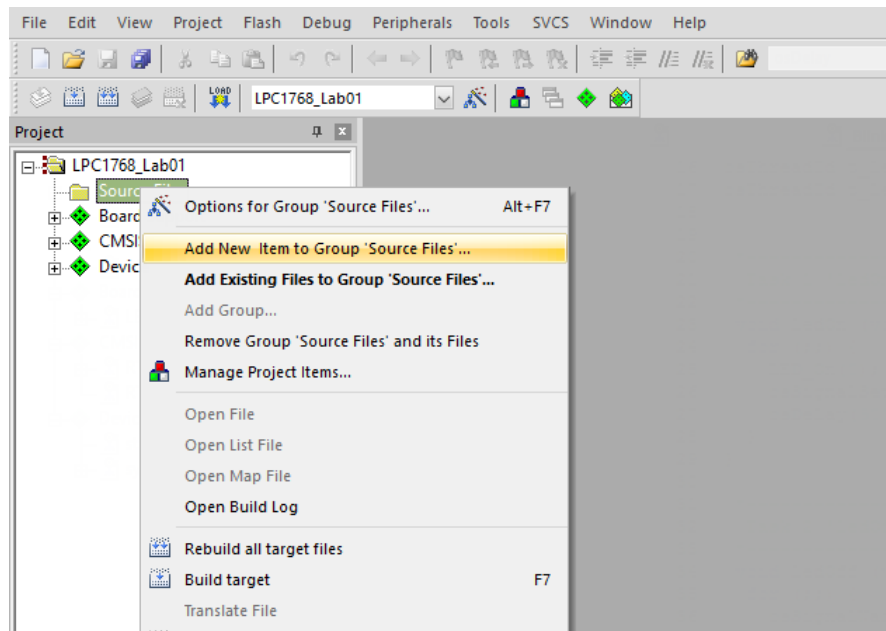 File Edit View Project Flash Debug Peripherals Tools SVCS Window Help
LOAD LPC1768_Lab01
Project
LPC1768_Lab01
Options for Group 'Source Files'... Alt+F7
Board
Add New Item to Group 'Source Files'...
Add Existing Files to Group 'Source Files'...
Add Group...
Remove Group 'Source Files' and its Files
Manage Project Items...
Open File
Open List File
Open Map File
Open Build Log
Rebuild all target files
Build target F7
Translate File